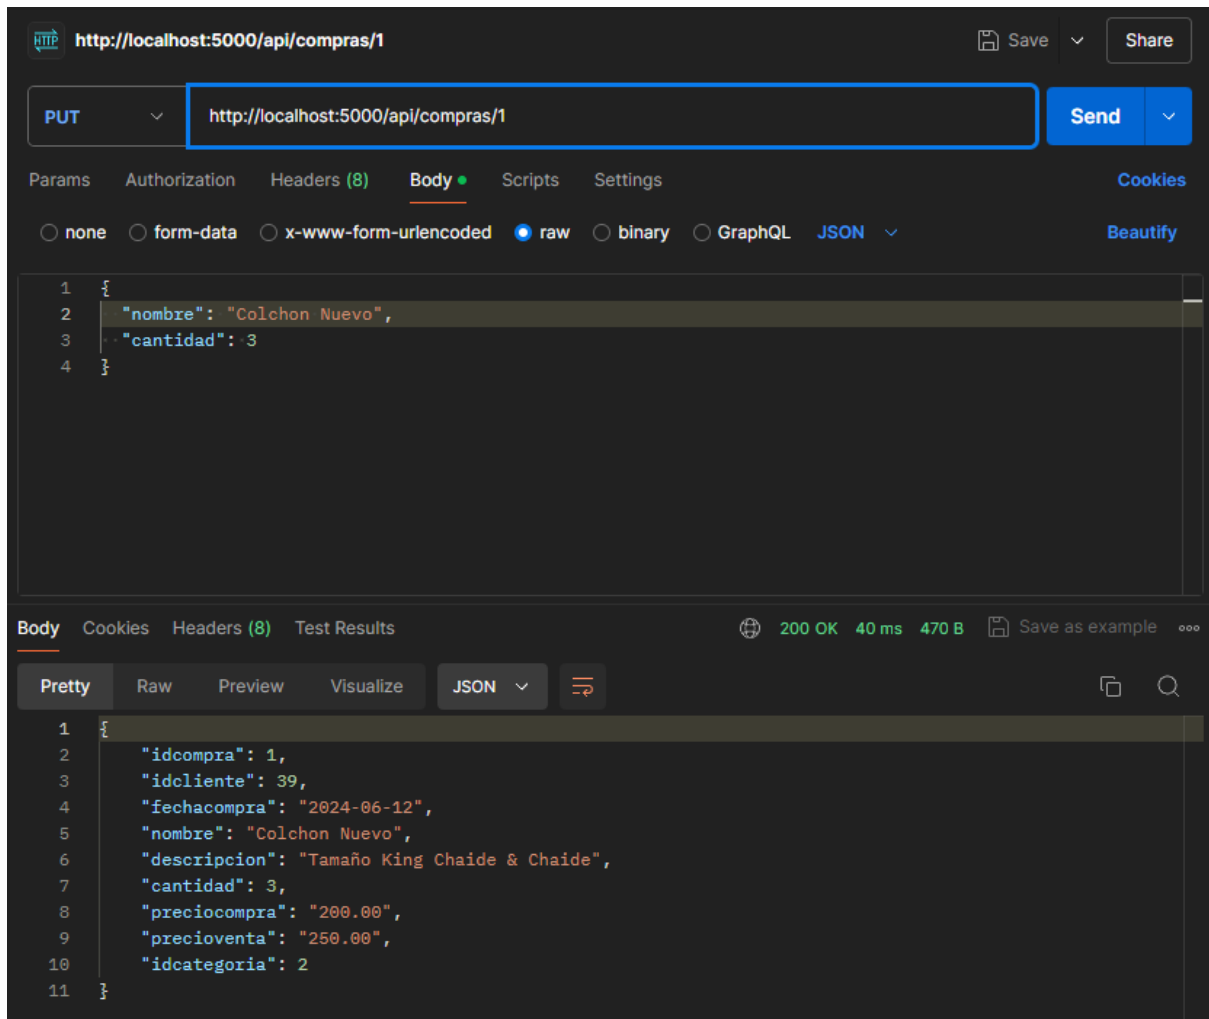 HTTP http://localhost:5000/api/compras/1 Save Share
PUT http://localhost:5000/api/compras/1 Send
Params Authorization Headers (8) Body Scripts Settings Cookies
none form-data x-www-form-urlencoded raw binary GraphQL JSON Beautify
1 {
2 "nombre": "Colchon Nuevo",
3 "cantidad": 3
4 }
Body Cookies Headers (8) Test Results 200 OK 40 ms 470 B Save as example
Pretty Raw Preview Visualize JSON
1 {
2 "idcompra": 1,
3 "idcliente": 39,
4 "fechacompra": "2024-06-12",
5 "nombre": "Colchon Nuevo",
6 "descripcion": "Tamaño King Chaide & Chaide",
7 "cantidad": 3,
8 "preciocompra": "200.00",
9 "precioventa": "250.00",
10 "idcategoria": 2
11 }